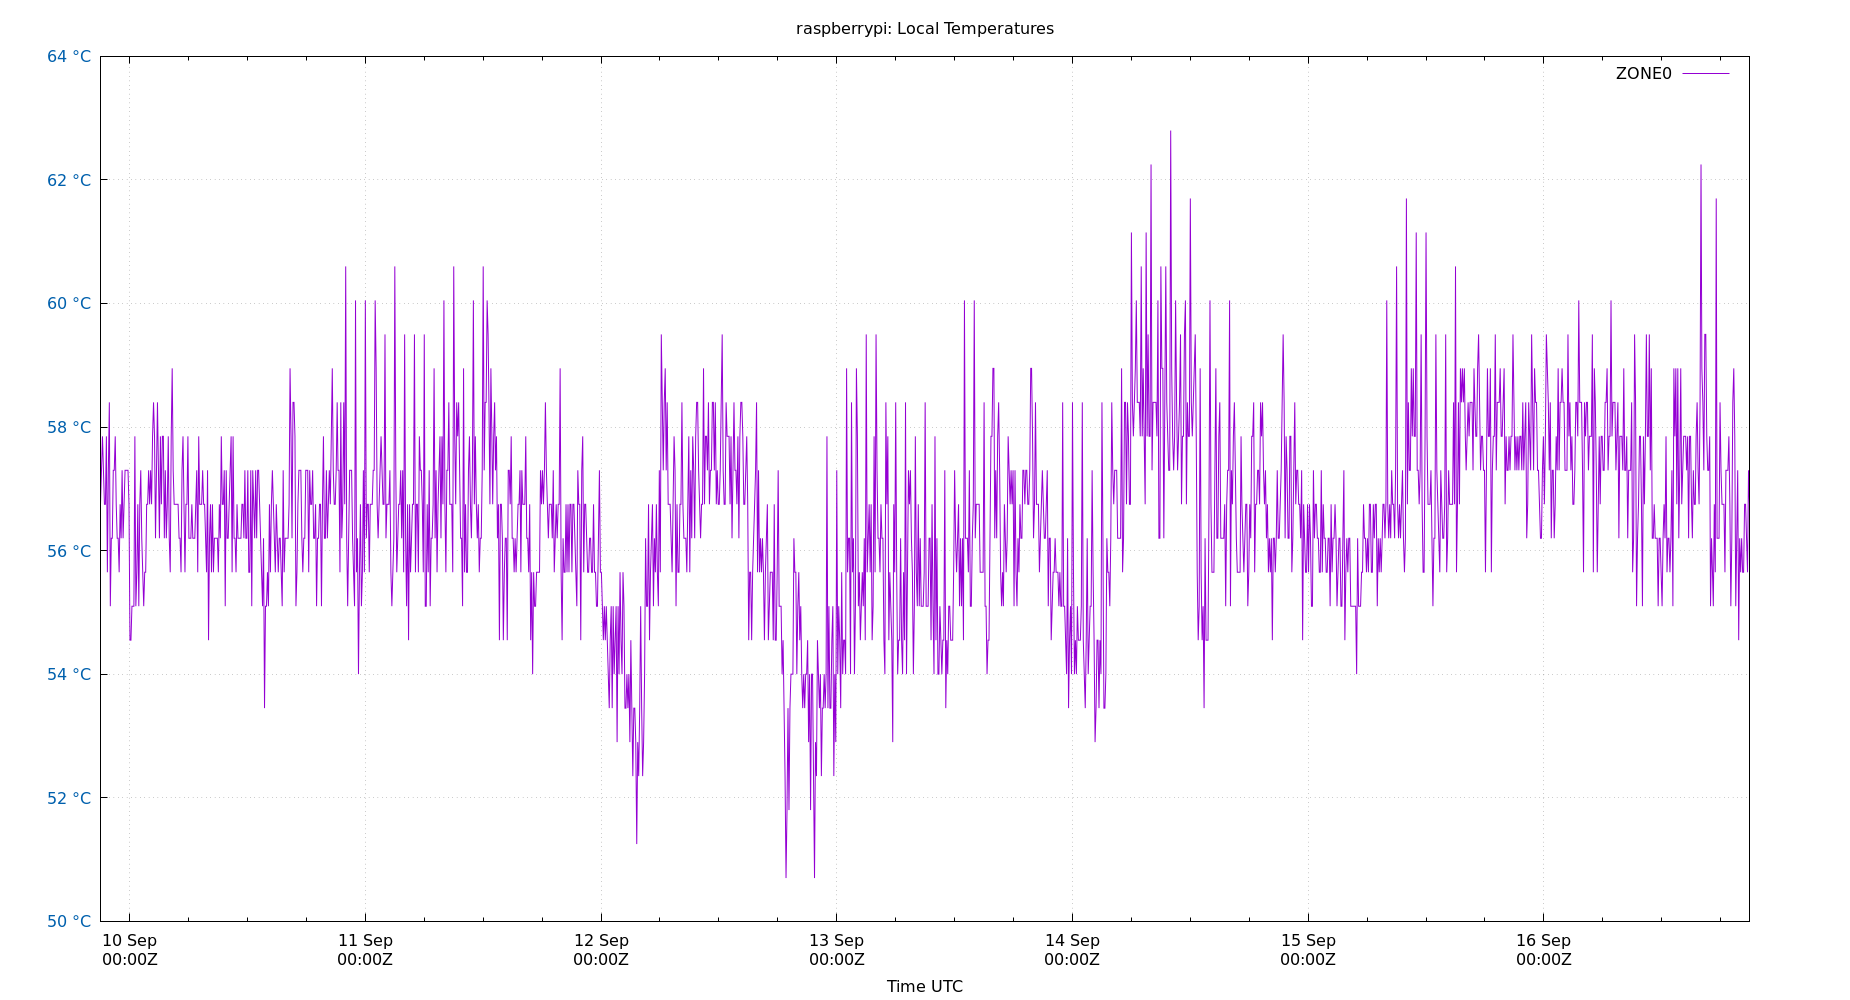 raspberrypi: Local Temperatures
64 °C
ZONE0
62 °C
60 °C
58 °C
56 °C
54 °C
52 °C
50 °C
10 Sep 11 Sep 12 Sep 13 Sep 14 Sep 15 Sep 16 Sep
00:00Z 00:00Z 00:00Z 00:00Z 00:00Z 00:00Z 00:00Z
Time UTC